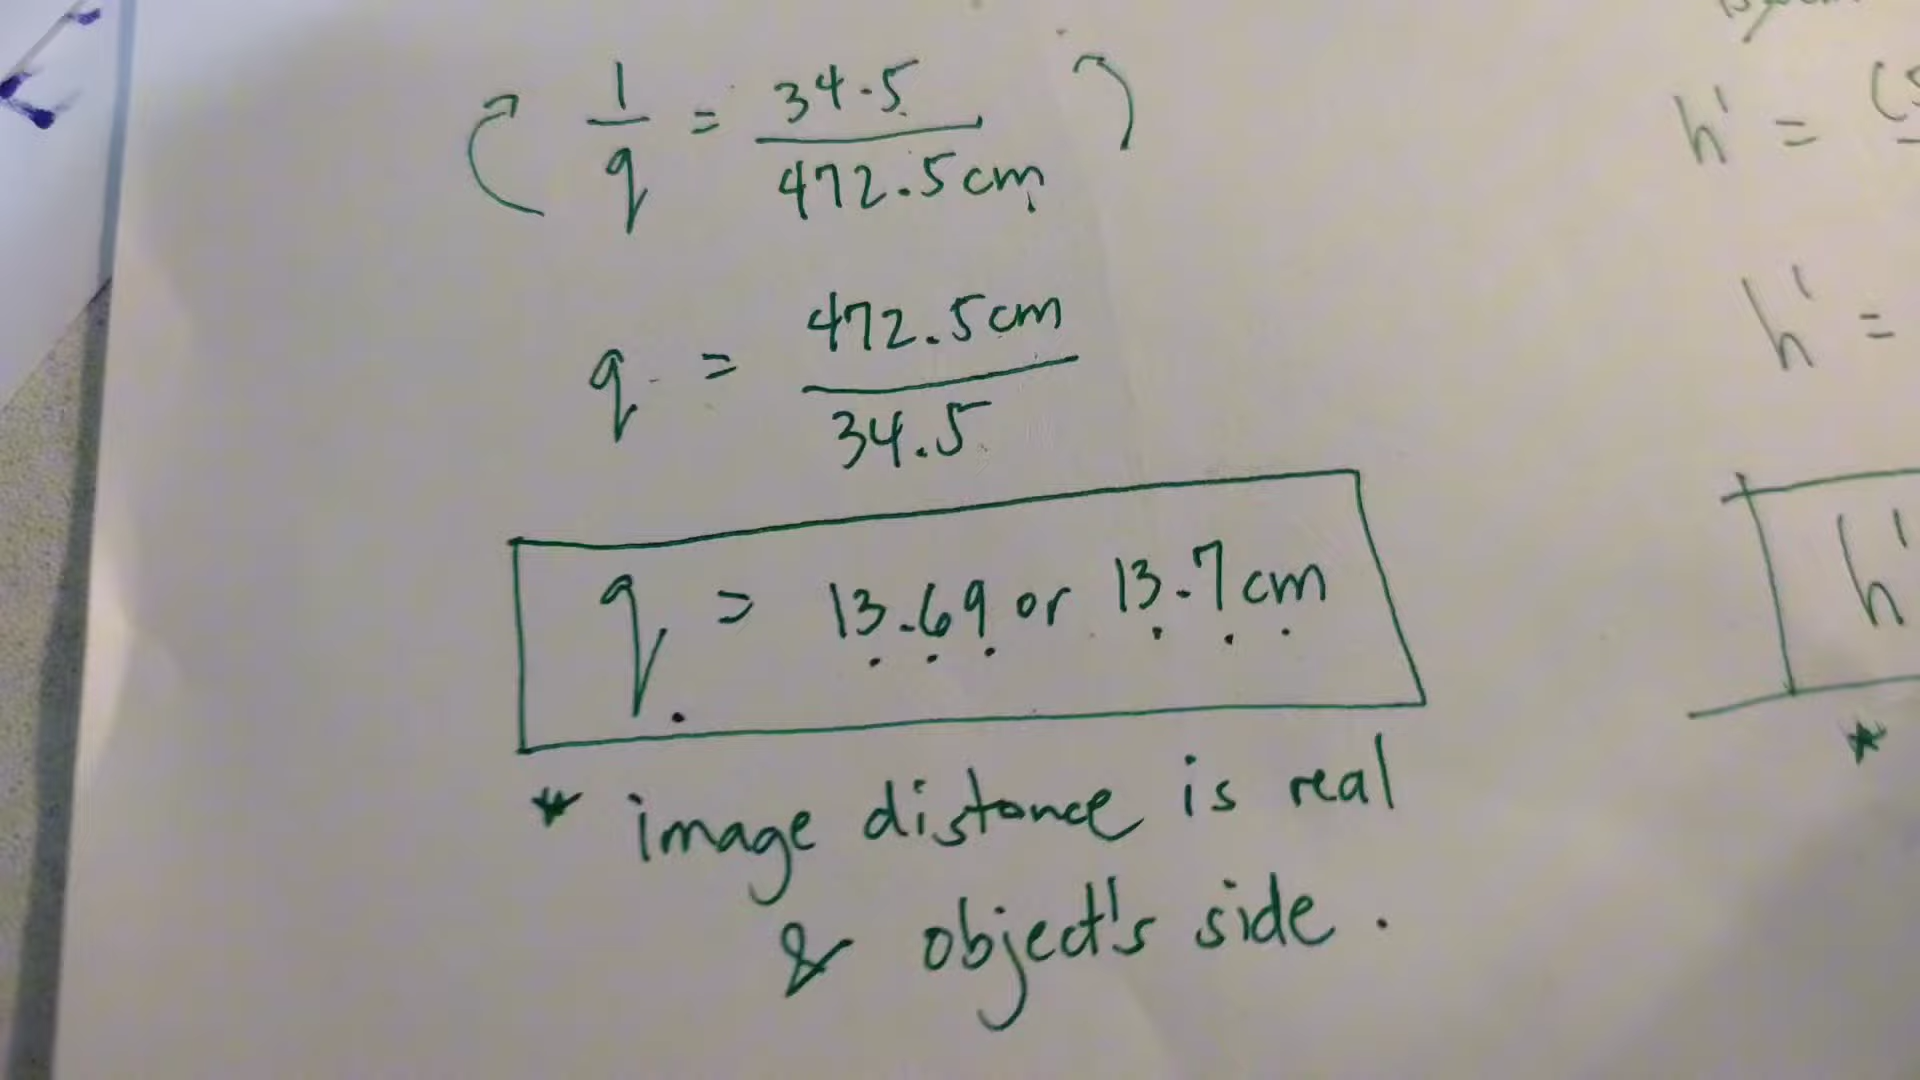 1/q = 34.5/472.5cm
q = 472.5cm/34.5
q = 13.69 or 13.7cm
* image distance is real
& object's side.
h' = (
h' =
h'
*